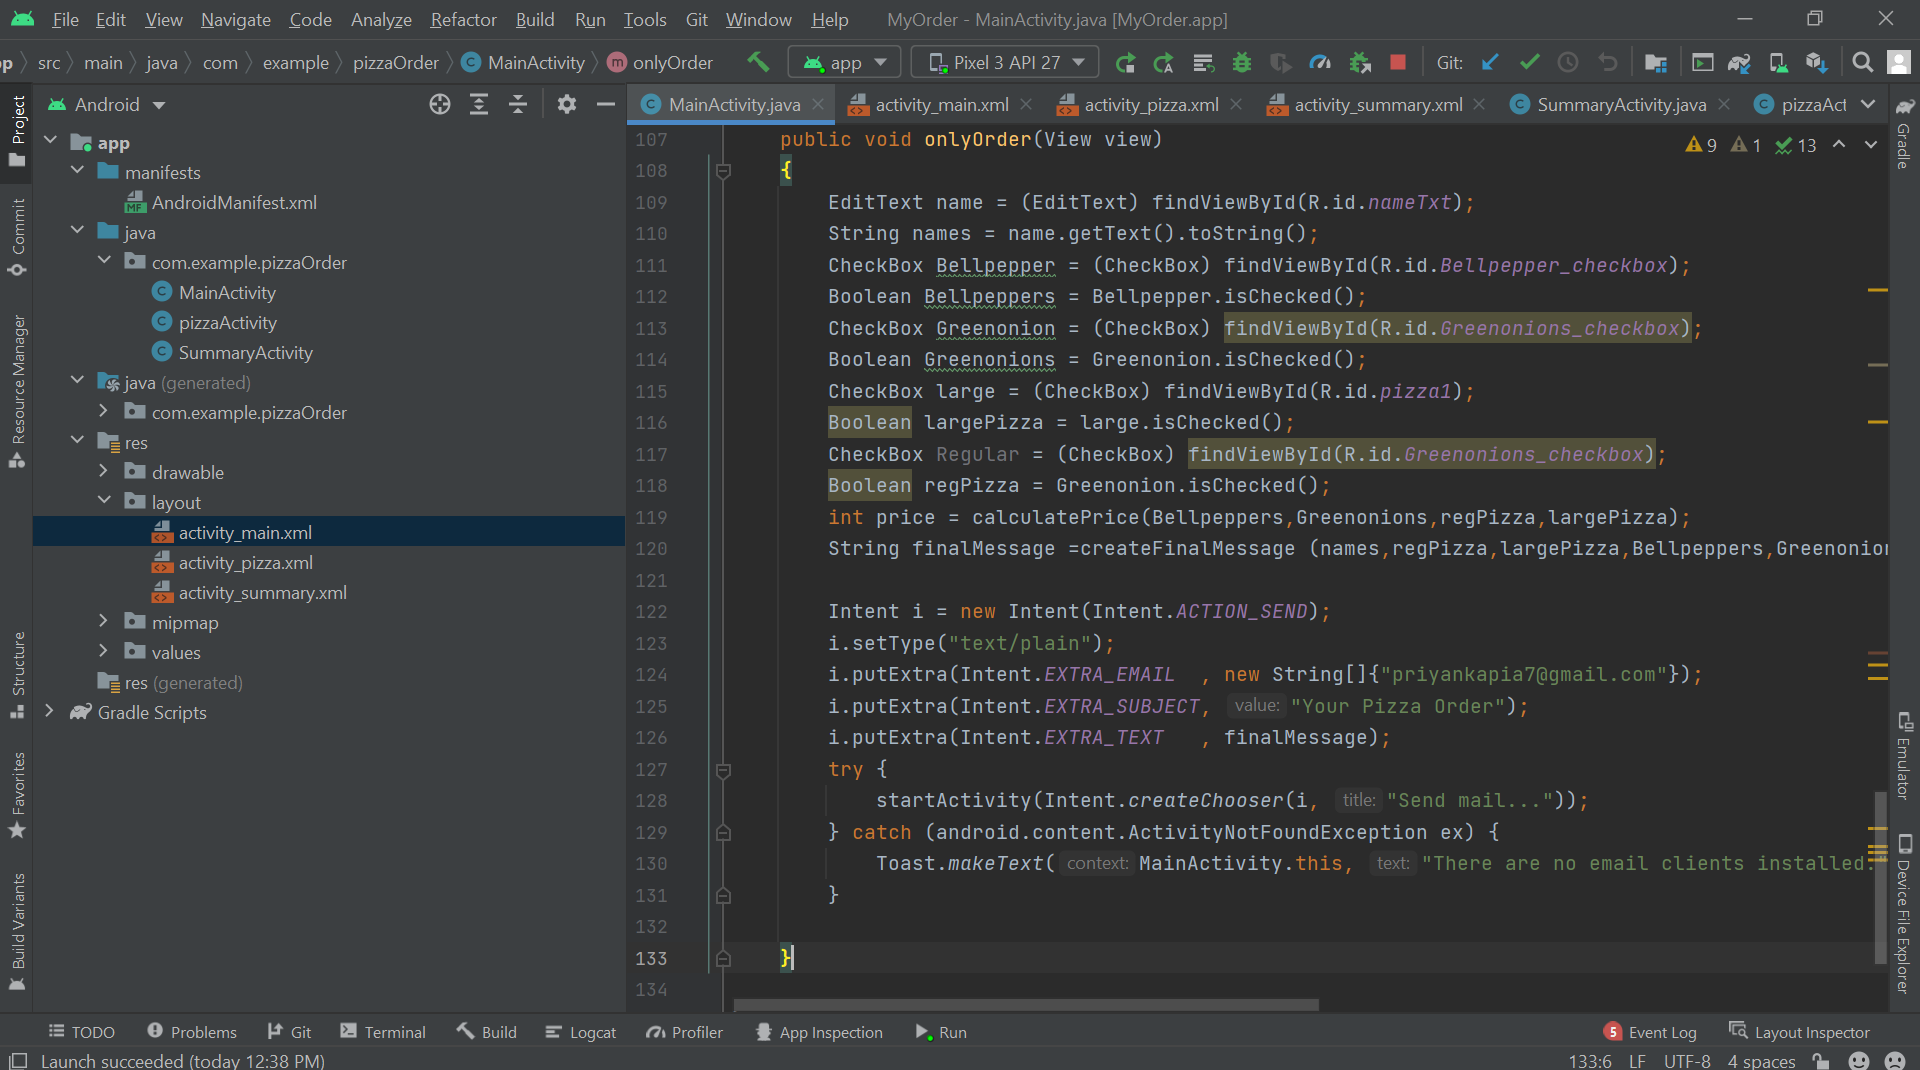 File Edit View Navigate Code Analyze Refactor Build Run Tools Git Window Help MyOrder - MainActivity.java [MyOrder.app]
src main java com example pizzaOrder MainActivity onlyOrder app Pixel 3 API 27 Git:
Project
Commit
Resource Manager
Structure
Favorites
Build Variants
Android
app
manifests
AndroidManifest.xml
java
com.example.pizzaOrder
MainActivity
pizzaActivity
SummaryActivity
java (generated)
com.example.pizzaOrder
res
drawable
layout
activity_main.xml
activity_pizza.xml
activity_summary.xml
mipmap
values
res (generated)
Gradle Scripts
MainActivity.java activity_main.xml activity_pizza.xml activity_summary.xml SummaryActivity.java pizzaAct
9 1 13
107 public void onlyOrder(View view)
108 {
109 EditText name = (EditText) findViewById(R.id.nameTxt);
110 String names = name.getText().toString();
111 CheckBox Bellpepper = (CheckBox) findViewById(R.id.Bellpepper_checkbox);
112 Boolean Bellpeppers = Bellpepper.isChecked();
113 CheckBox Greenonion = (CheckBox) findViewById(R.id.Greenonions_checkbox);
114 Boolean Greenonions = Greenonion.isChecked();
115 CheckBox large = (CheckBox) findViewById(R.id.pizza1);
116 Boolean largePizza = large.isChecked();
117 CheckBox Regular = (CheckBox) findViewById(R.id.Greenonions_checkbox);
118 Boolean regPizza = Greenonion.isChecked();
119 int price = calculatePrice(Bellpeppers,Greenonions,regPizza,largePizza);
120 String finalMessage =createFinalMessage (names,regPizza,largePizza,Bellpeppers,Greenonion
121
122 Intent i = new Intent(Intent.ACTION_SEND);
123 i.setType("text/plain");
124 i.putExtra(Intent.EXTRA_EMAIL , new String[]{"priyankapia7@gmail.com"});
125 i.putExtra(Intent.EXTRA_SUBJECT, value: "Your Pizza Order");
126 i.putExtra(Intent.EXTRA_TEXT , finalMessage);
127 try {
128 startActivity(Intent.createChooser(i, title: "Send mail..."));
129 } catch (android.content.ActivityNotFoundException ex) {
130 Toast.makeText( context: MainActivity.this, text: "There are no email clients installed."
131 }
132
133 }
134
Gradle
Emulator
Device File Explorer
TODO Problems Git Terminal Build Logcat Profiler App Inspection Run 5 Event Log Layout Inspector
Launch succeeded (today 12:38 PM) 133:6 LF UTF-8 4 spaces